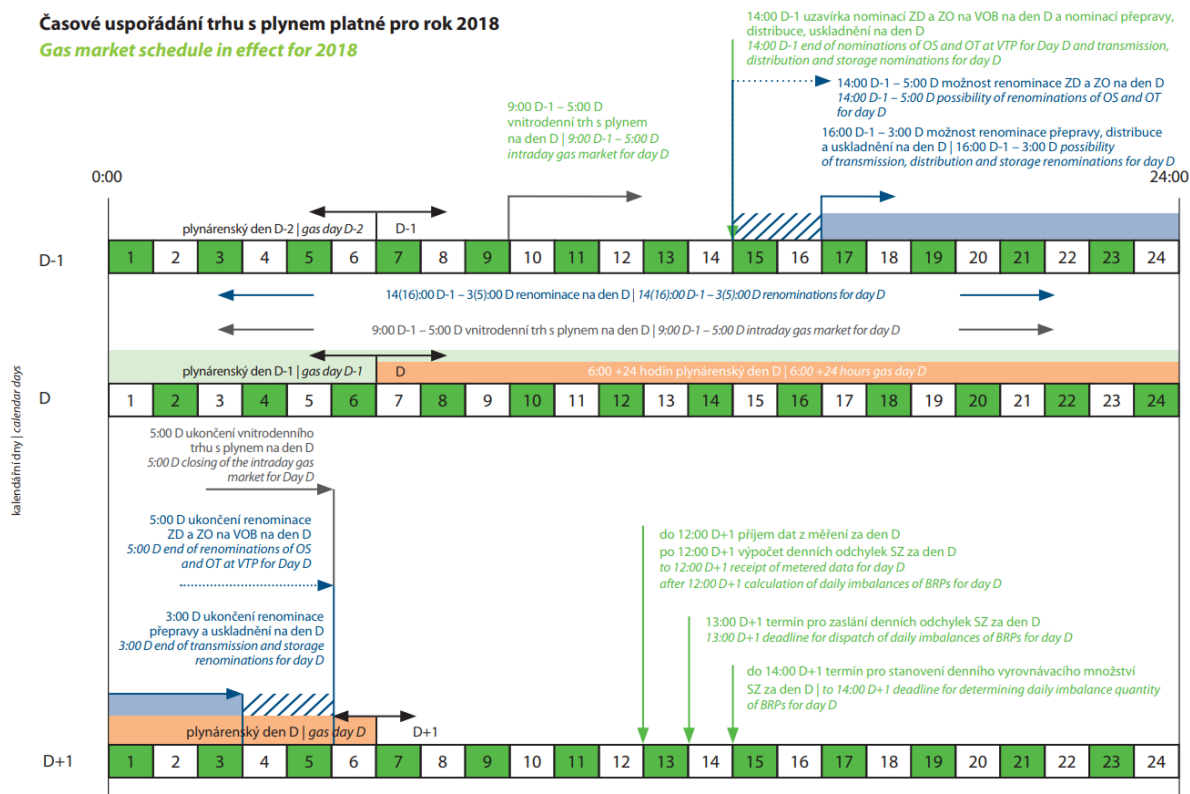 Časové uspořádání trhu s plynem platné pro rok 2018
Gas market schedule in effect for 2018
14:00 D-1 uzavírka nominací ZD a ZO na VOB na den D a nominací přepravy,
distribuce, uskladnění na den D
14:00 D-1 end of nominations of OS and OT at VTP for Day D and transmission,
distribution and storage nominations for day D
14:00 D-1 – 5:00 D možnost renominace ZD a ZO na den D
14:00 D-1 – 5:00 D possibility of renominations of OS and OT
for day D
9:00 D-1 – 5:00 D
vnitrodenní trh s plynem
na den D | 9:00 D-1 – 5:00 D
intraday gas market for day D
16:00 D-1 – 3:00 D možnost renominace přepravy, distribuce
a uskladnění na den D | 16:00 D-1 – 3:00 D possibility
of transmission, distribution and storage renominations for day D
0:00
24:00
plynárenský den D-2 | gas day D-2
D-1
D-1
1 2 3 4 5 6 7 8 9 10 11 12 13 14 15 16 17 18 19 20 21 22 23 24
14(16):00 D-1 – 3(5):00 D renominace na den D | 14(16):00 D-1 – 3(5):00 D renominations for day D
9:00 D-1 – 5:00 D vnitrodenní trh s plynem na den D | 9:00 D-1 – 5:00 D intraday gas market for day D
plynárenský den D-1 | gas day D-1
D
6:00 +24 hodin plynárenský den D | 6:00 +24 hours gas day D
D
1 2 3 4 5 6 7 8 9 10 11 12 13 14 15 16 17 18 19 20 21 22 23 24
kalendářní dny | calendar days
5:00 D ukončení vnitrodenního
trhu s plynem na den D
5:00 D closing of the intraday gas
market for Day D
5:00 D ukončení renominace
ZD a ZO na VOB na den D
5:00 D end of renominations of OS
and OT at VTP for Day D
3:00 D ukončení renominace
přepravy a uskladnění na den D
3:00 D end of transmission and storage
renominations for day D
do 12:00 D+1 příjem dat z měření za den D
po 12:00 D+1 výpočet denních odchylek SZ za den D
to 12:00 D+1 receipt of metered data for day D
after 12:00 D+1 calculation of daily imbalances of BRPs for day D
13:00 D+1 termín pro zaslání denních odchylek SZ za den D
13:00 D+1 deadline for dispatch of daily imbalances of BRPs for day D
do 14:00 D+1 termín pro stanovení denního vyrovnávacího množství
SZ za den D | to 14:00 D+1 deadline for determining daily imbalance quantity
of BRPs for day D
plynárenský den D | gas day D
D+1
D+1
1 2 3 4 5 6 7 8 9 10 11 12 13 14 15 16 17 18 19 20 21 22 23 24